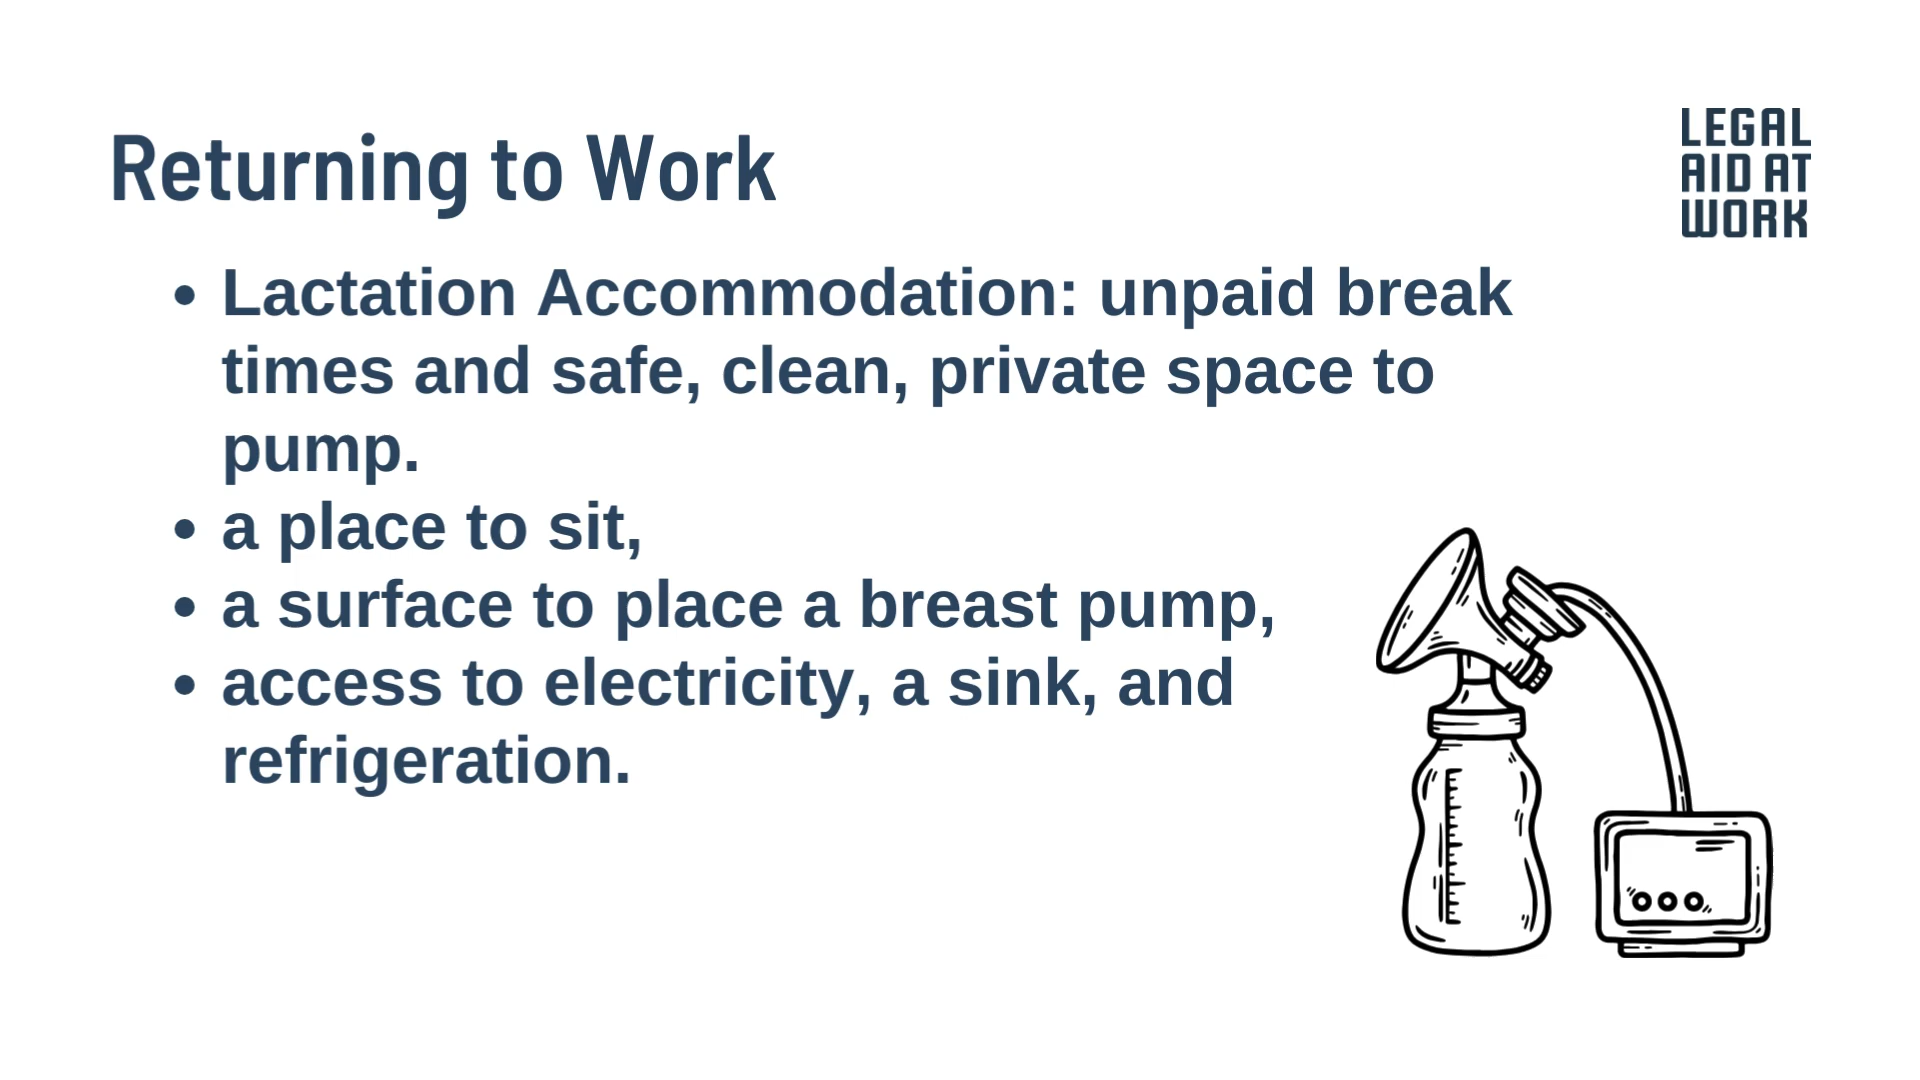 Returning to Work
LEGAL
AID AT
WORK
• Lactation Accommodation: unpaid break
times and safe, clean, private space to
pump.
• a place to sit,
• a surface to place a breast pump,
• access to electricity, a sink, and
refrigeration.